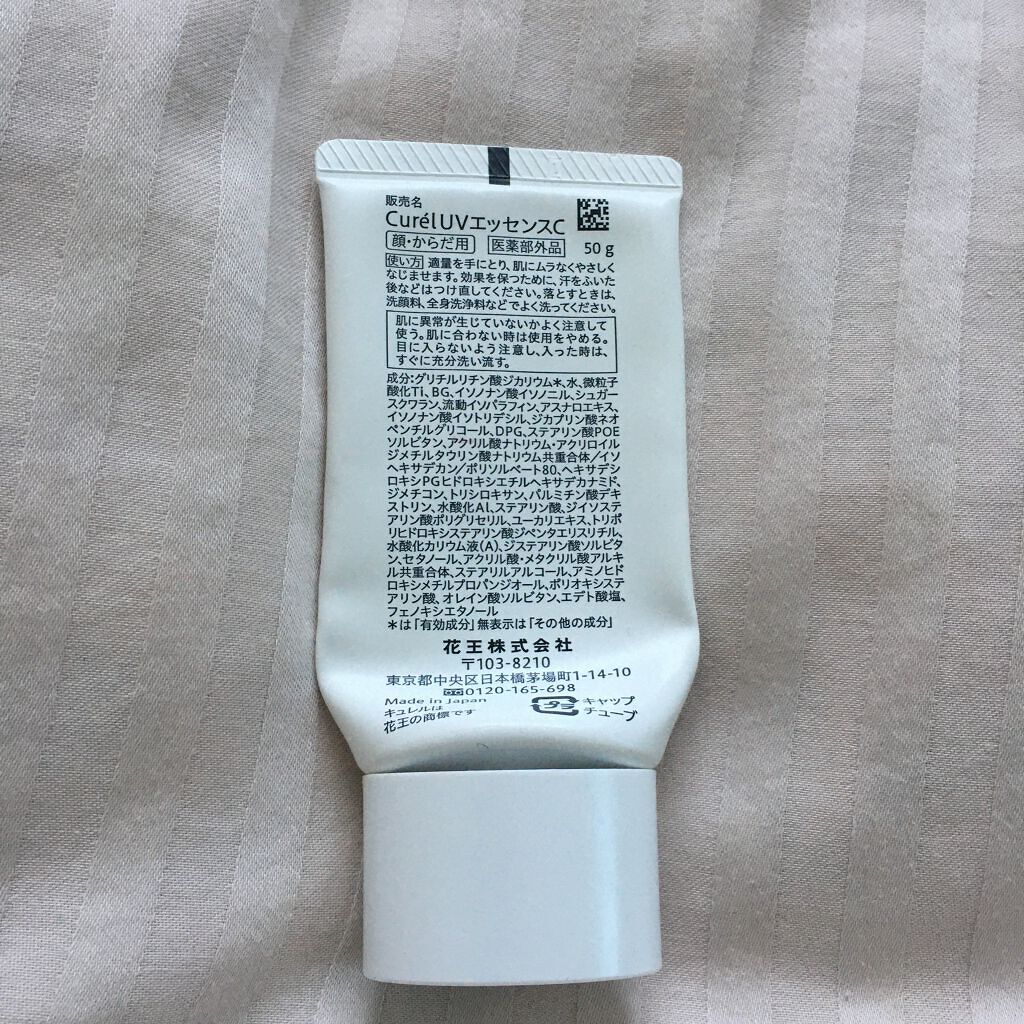 販売名
Curél UVエッセンスC
顔・からだ用 医薬部外品 50g
使い方 適量を手にとり、肌にムラなくやさしく
なじませます。効果を保つために、汗をふいた
後などはつけ直してください。落とすときは、
洗顔料、全身洗浄料などでよく洗ってください。
肌に異常が生じていないかよく注意して
使う。肌に合わない時は使用をやめる。
目に入らないよう注意し、入った時は、
すぐに充分洗い流す。
成分:グリチルリチン酸ジカリウム*、水、微粒子
酸化Ti、BG、イソノナン酸イソノニル、シュガー
スクワラン、流動イソパラフィン、アスナロエキス、
イソノナン酸イソトリデシル、ジカプリン酸ネオ
ペンチルグリコール、DPG、ステアリン酸POE
ソルビタン、アクリル酸ナトリウム・アクリロイル
ジメチルタウリン酸ナトリウム共重合体/イソ
ヘキサデカン/ポリソルベート80、ヘキサデシ
ロキシPGヒドロキシエチルヘキサデカナミド、
ジメチコン、トリシロキサン、パルミチン酸デキ
ストリン、水酸化Al、ステアリン酸、ジイソステ
アリン酸ポリグリセリル、ユーカリエキス、トリポ
リヒドロキシステアリン酸ジペンタエリスリチル、
水酸化カリウム液(A)、ジステアリン酸ソルビタ
ン、セタノール、アクリル酸・メタクリル酸アルキ
ル共重合体、ステアリルアルコール、アミノヒド
ロキシメチルプロパンジオール、ポリオキシステ
アリン酸、オレイン酸ソルビタン、エデト酸塩、
フェノキシエタノール
*は「有効成分」無表示は「その他の成分」
花王株式会社
〒103-8210
東京都中央区日本橋茅場町1-14-10
0120-165-698
Made in Japan
キュレルは
花王の商標です
プラ キャップ
チューブ